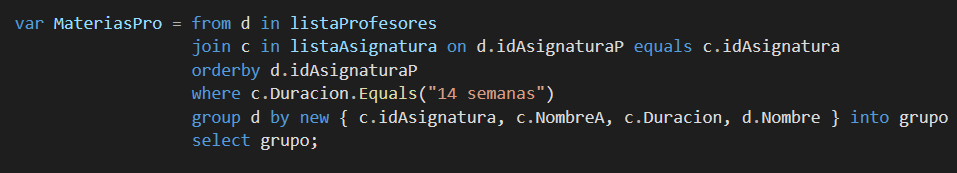 var MateriasPro = from d in listaProfesores
join c in listaAsignatura on d.idAsignaturaP equals c.idAsignatura
orderby d.idAsignaturaP
where c.Duracion.Equals("14 semanas")
group d by new { c.idAsignatura, c.NombreA, c.Duracion, d.Nombre } into grupo
select grupo;